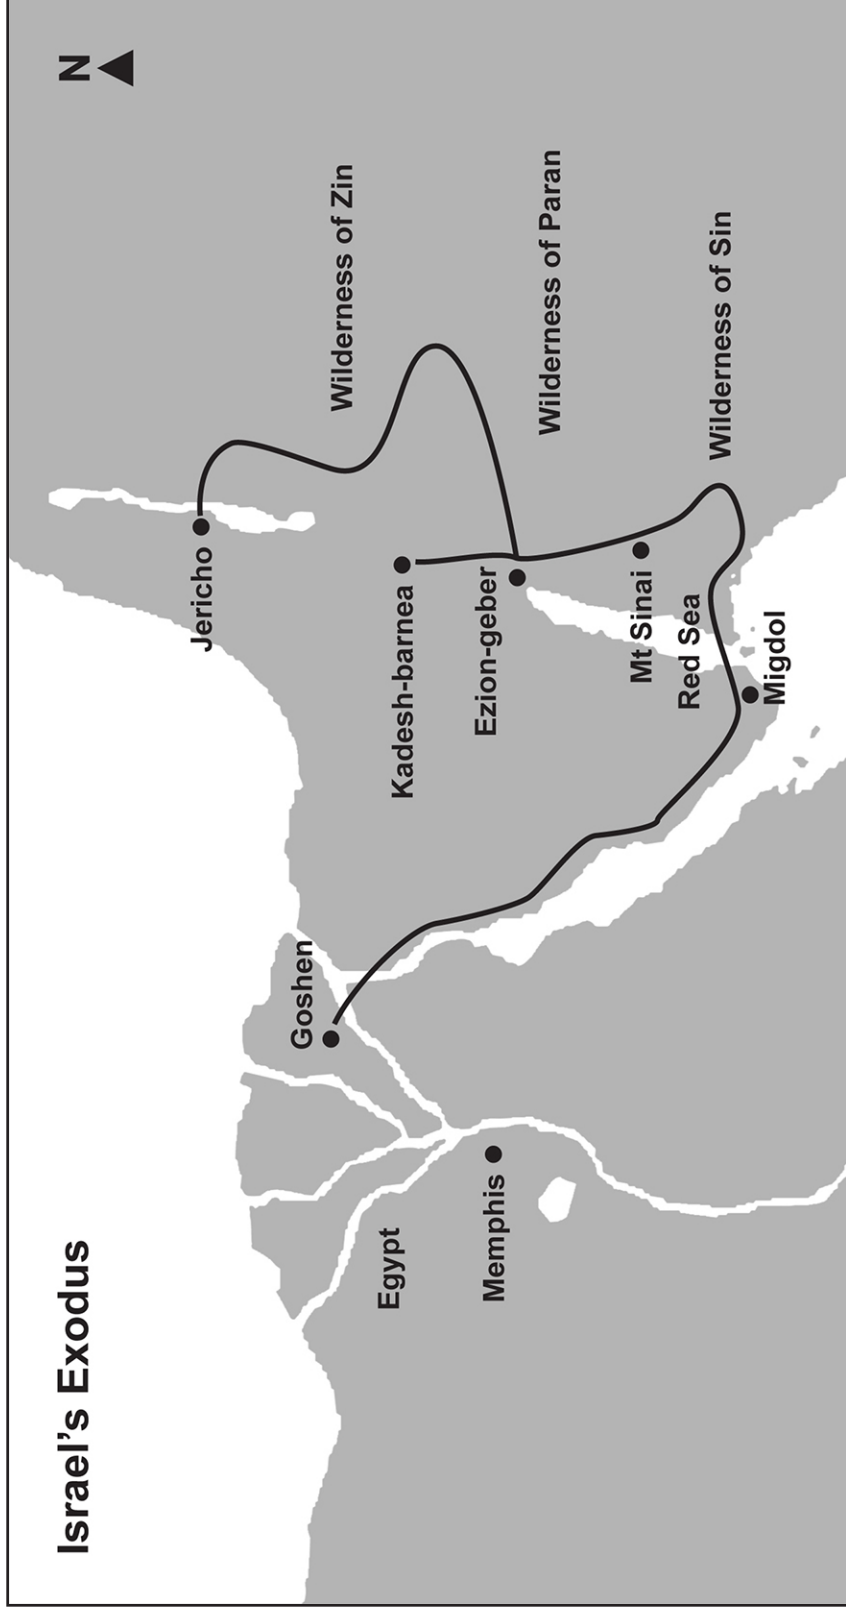 Israel's Exodus
N
Jericho
Wilderness of Zin
Goshen
Kadesh-barnea
Egypt
Ezion-geber
Wilderness of Paran
Memphis
Mt Sinai
Red Sea
Wilderness of Sin
Migdol